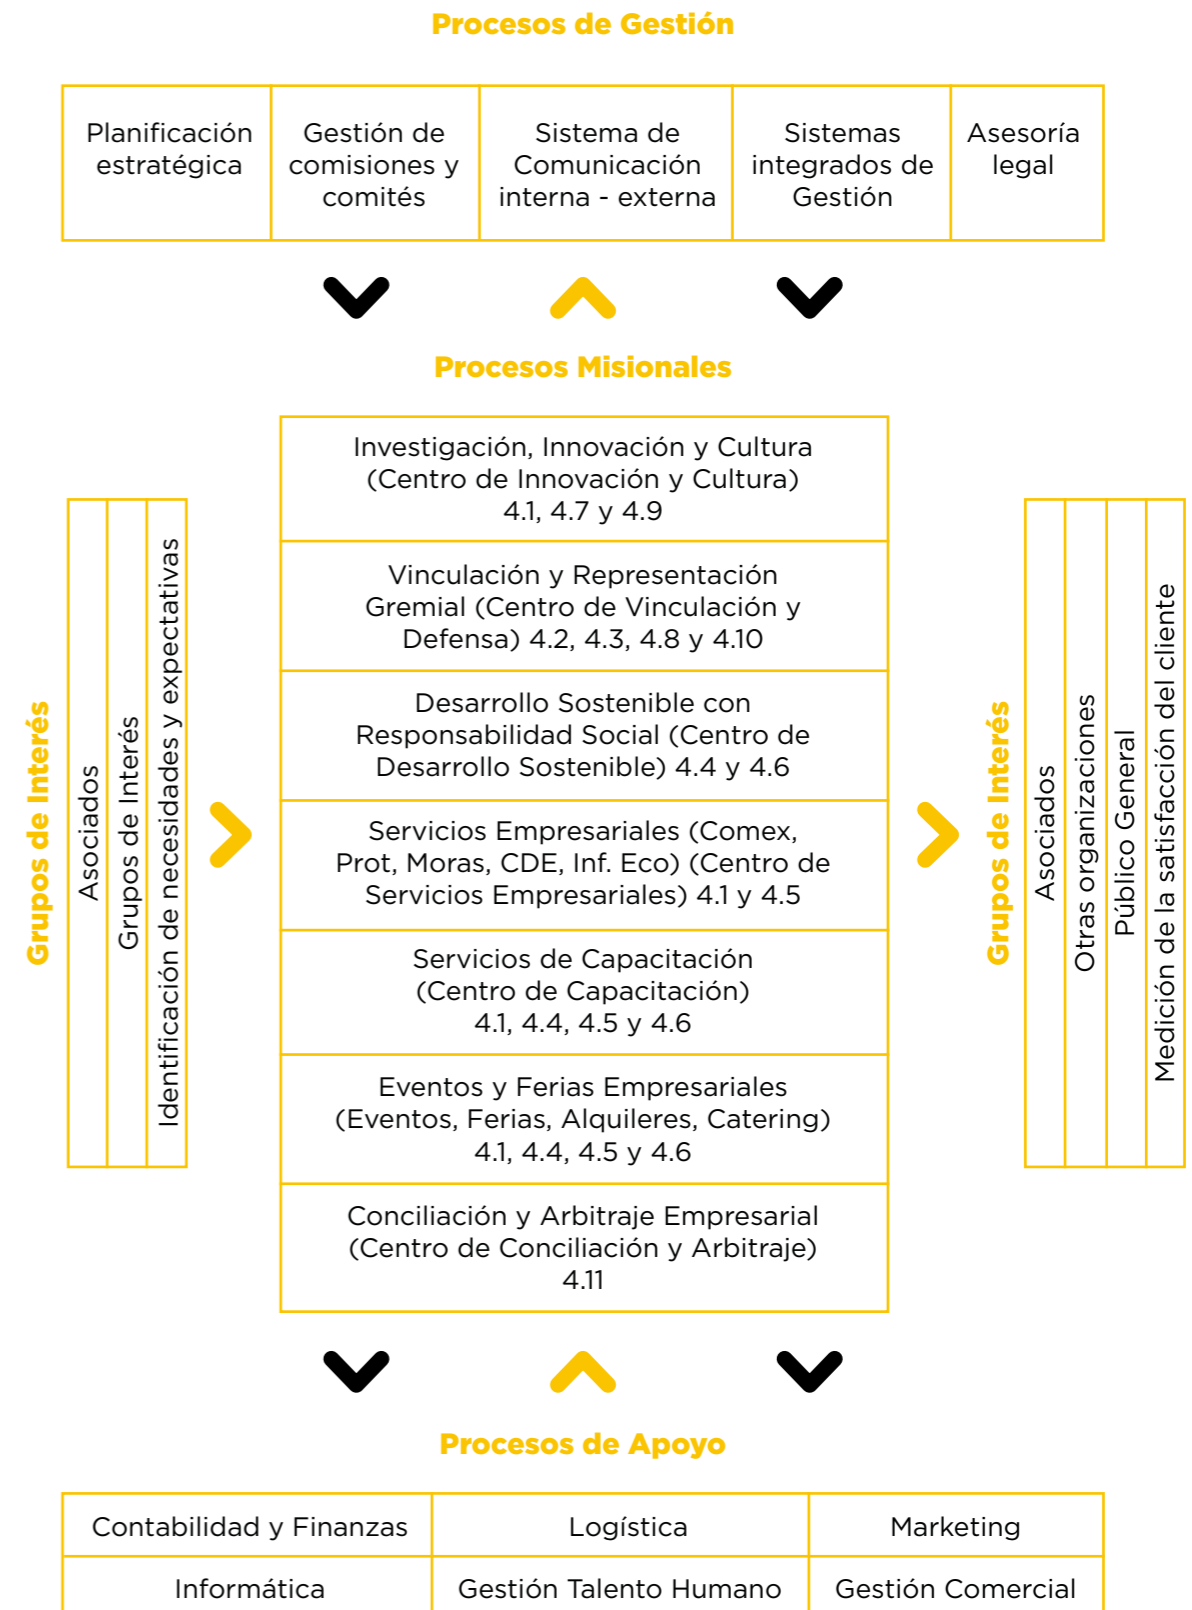 Procesos de Gestión
Planificación
estratégica
Gestión de
comisiones y
comités
Sistema de
Comunicación
interna - externa
Sistemas
integrados de
Gestión
Asesoría
legal
Procesos Misionales
Grupos de Interés
Asociados
Grupos de Interés
Identificación de necesidades y expectativas
Investigación, Innovación y Cultura
(Centro de Innovación y Cultura)
4.1, 4.7 y 4.9
Vinculación y Representación
Gremial (Centro de Vinculación y
Defensa) 4.2, 4.3, 4.8 y 4.10
Desarrollo Sostenible con
Responsabilidad Social (Centro de
Desarrollo Sostenible) 4.4 y 4.6
Servicios Empresariales (Comex,
Prot, Moras, CDE, Inf. Eco) (Centro de
Servicios Empresariales) 4.1 y 4.5
Servicios de Capacitación
(Centro de Capacitación)
4.1, 4.4, 4.5 y 4.6
Eventos y Ferias Empresariales
(Eventos, Ferias, Alquileres, Catering)
4.1, 4.4, 4.5 y 4.6
Conciliación y Arbitraje Empresarial
(Centro de Conciliación y Arbitraje)
4.11
Grupos de Interés
Asociados
Otras organizaciones
Público General
Medición de la satisfacción del cliente
Procesos de Apoyo
Contabilidad y Finanzas
Logística
Marketing
Informática
Gestión Talento Humano
Gestión Comercial